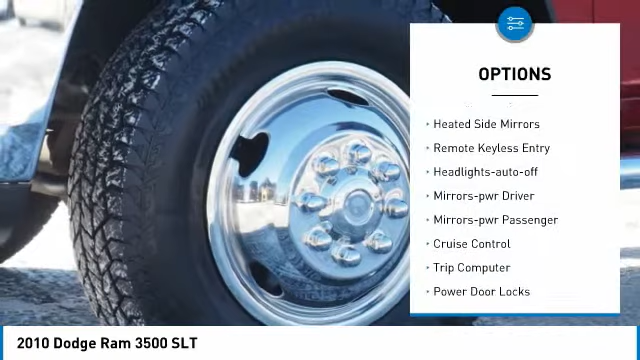 OPTIONS
Heated Side Mirrors
Remote Keyless Entry
Headlights-auto-off
Mirrors-pwr Driver
Mirrors-pwr Passenger
Cruise Control
Trip Computer
Power Door Locks
2010 Dodge Ram 3500 SLT